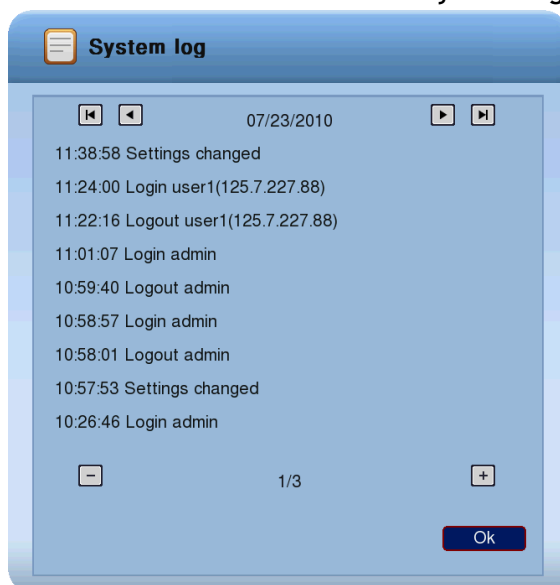 System log
07/23/2010
11:38:58 Settings changed
11:24:00 Login user1(125.7.227.88)
11:22:16 Logout user1(125.7.227.88)
11:01:07 Login admin
10:59:40 Logout admin
10:58:57 Login admin
10:58:01 Logout admin
10:57:53 Settings changed
10:26:46 Login admin
− 1/3 +
Ok